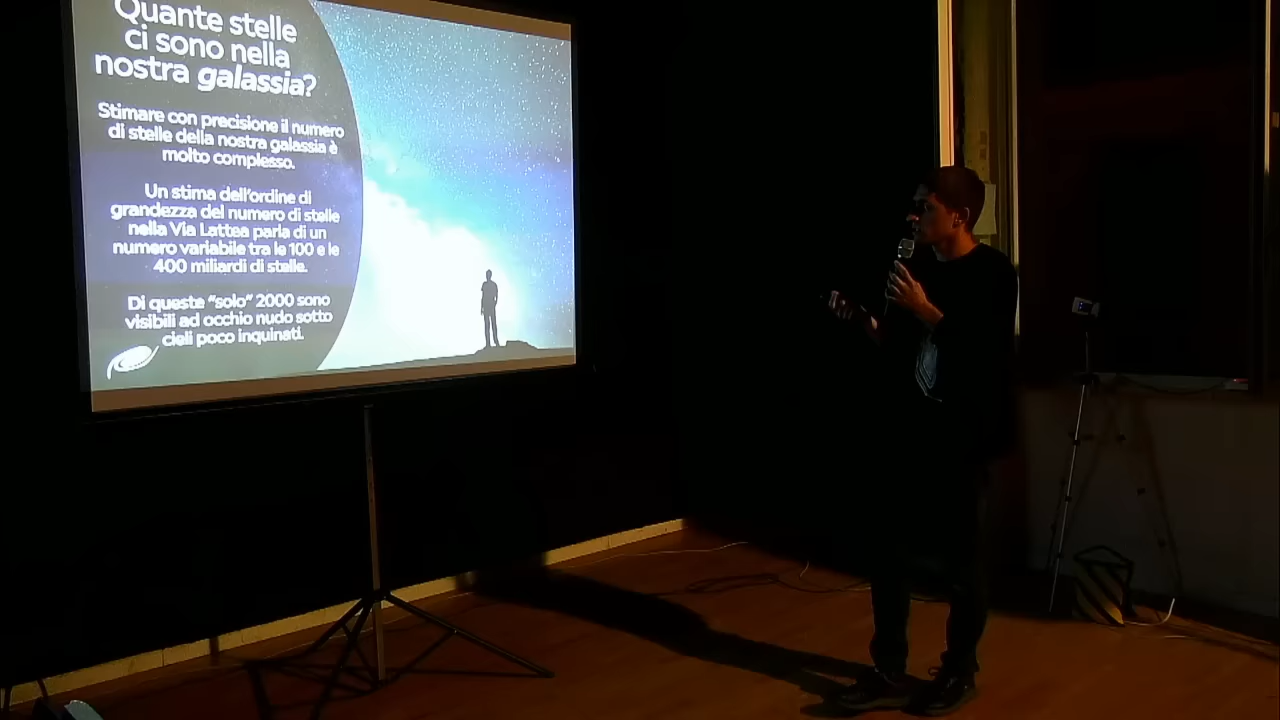 Quante stelle
ci sono nella
nostra galassia?
Stimare con precisione il numero
di stelle della nostra galassia è
molto complesso.
Un stima dell'ordine di
grandezza del numero di stelle
nella Via Lattea parla di un
numero variabile tra le 100 e le
400 miliardi di stelle.
Di queste "solo" 2000 sono
visibili ad occhio nudo sotto
cieli poco inquinati.